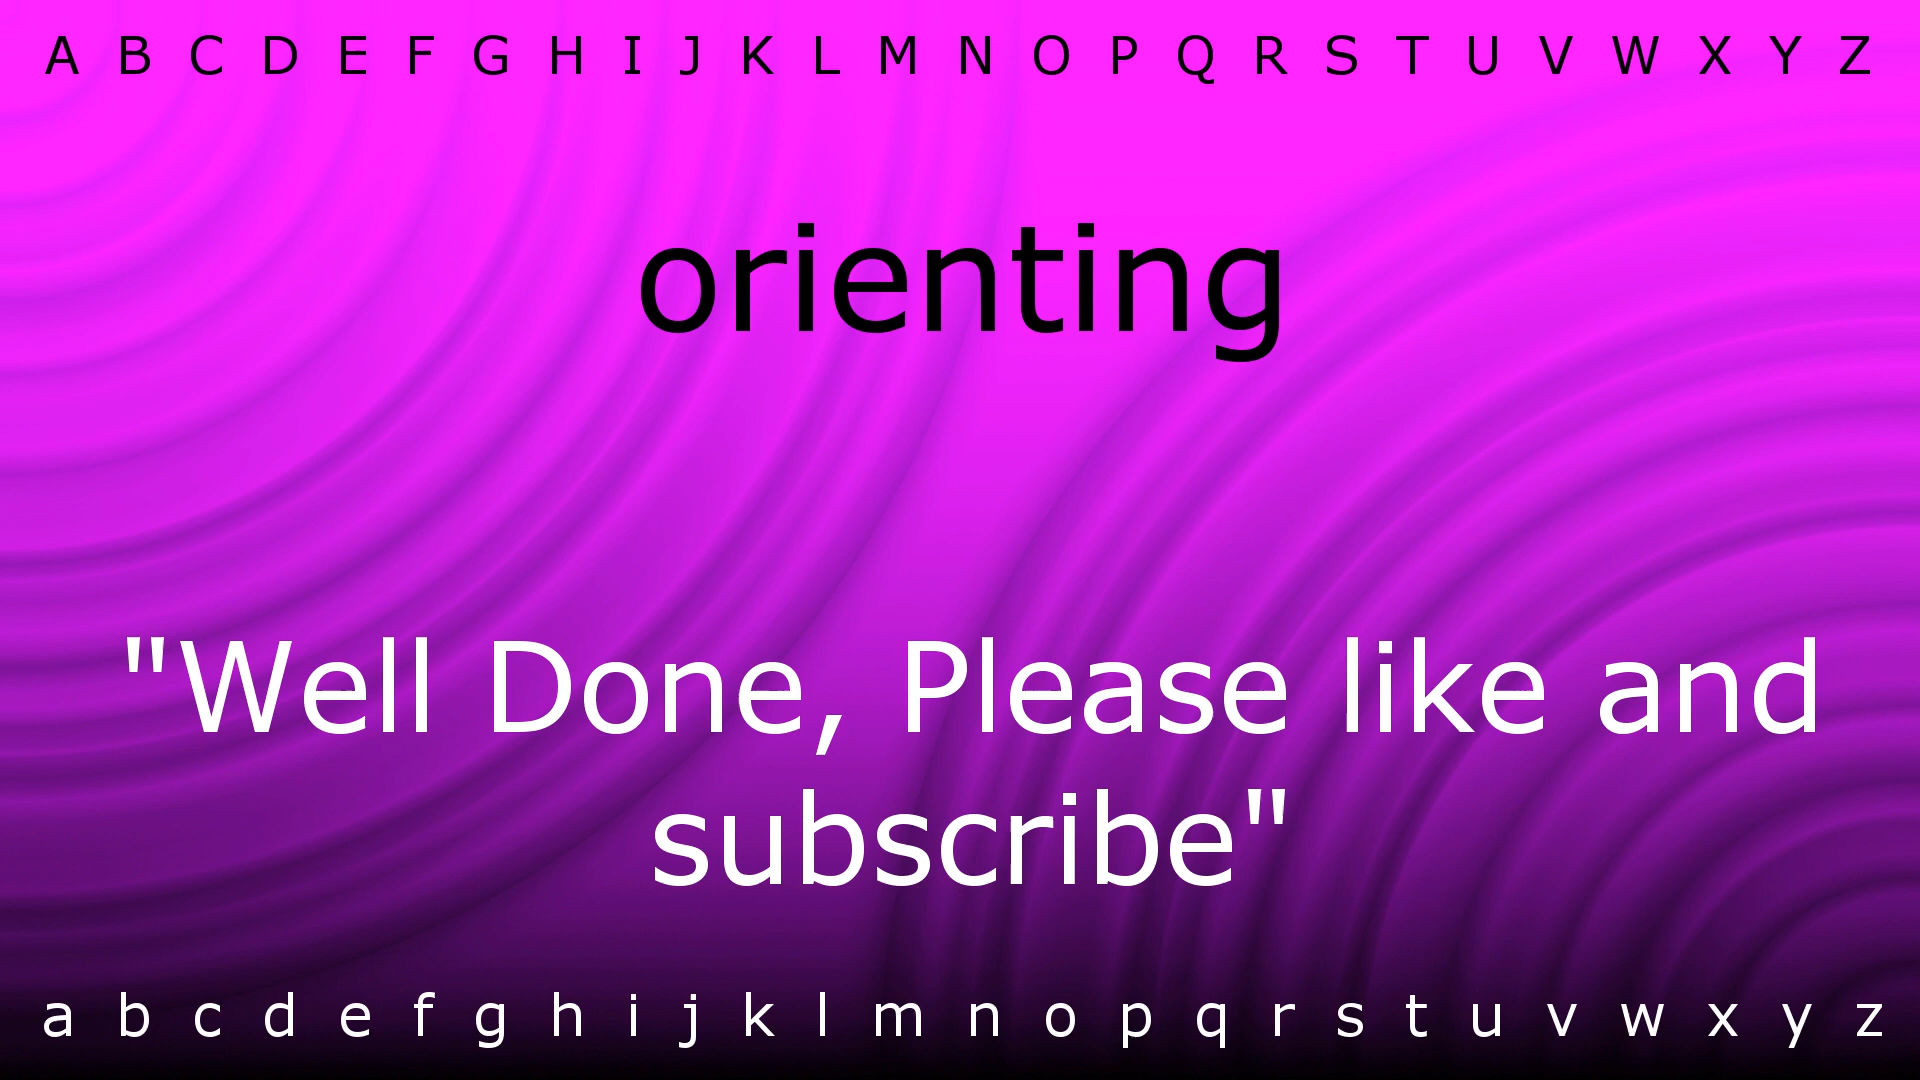 A B C D E F G H I J K L M N O P Q R S T U V W X Y Z
orienting
"Well Done, Please like and
subscribe"
a b c d e f g h i j k l m n o p q r s t u v w x y z